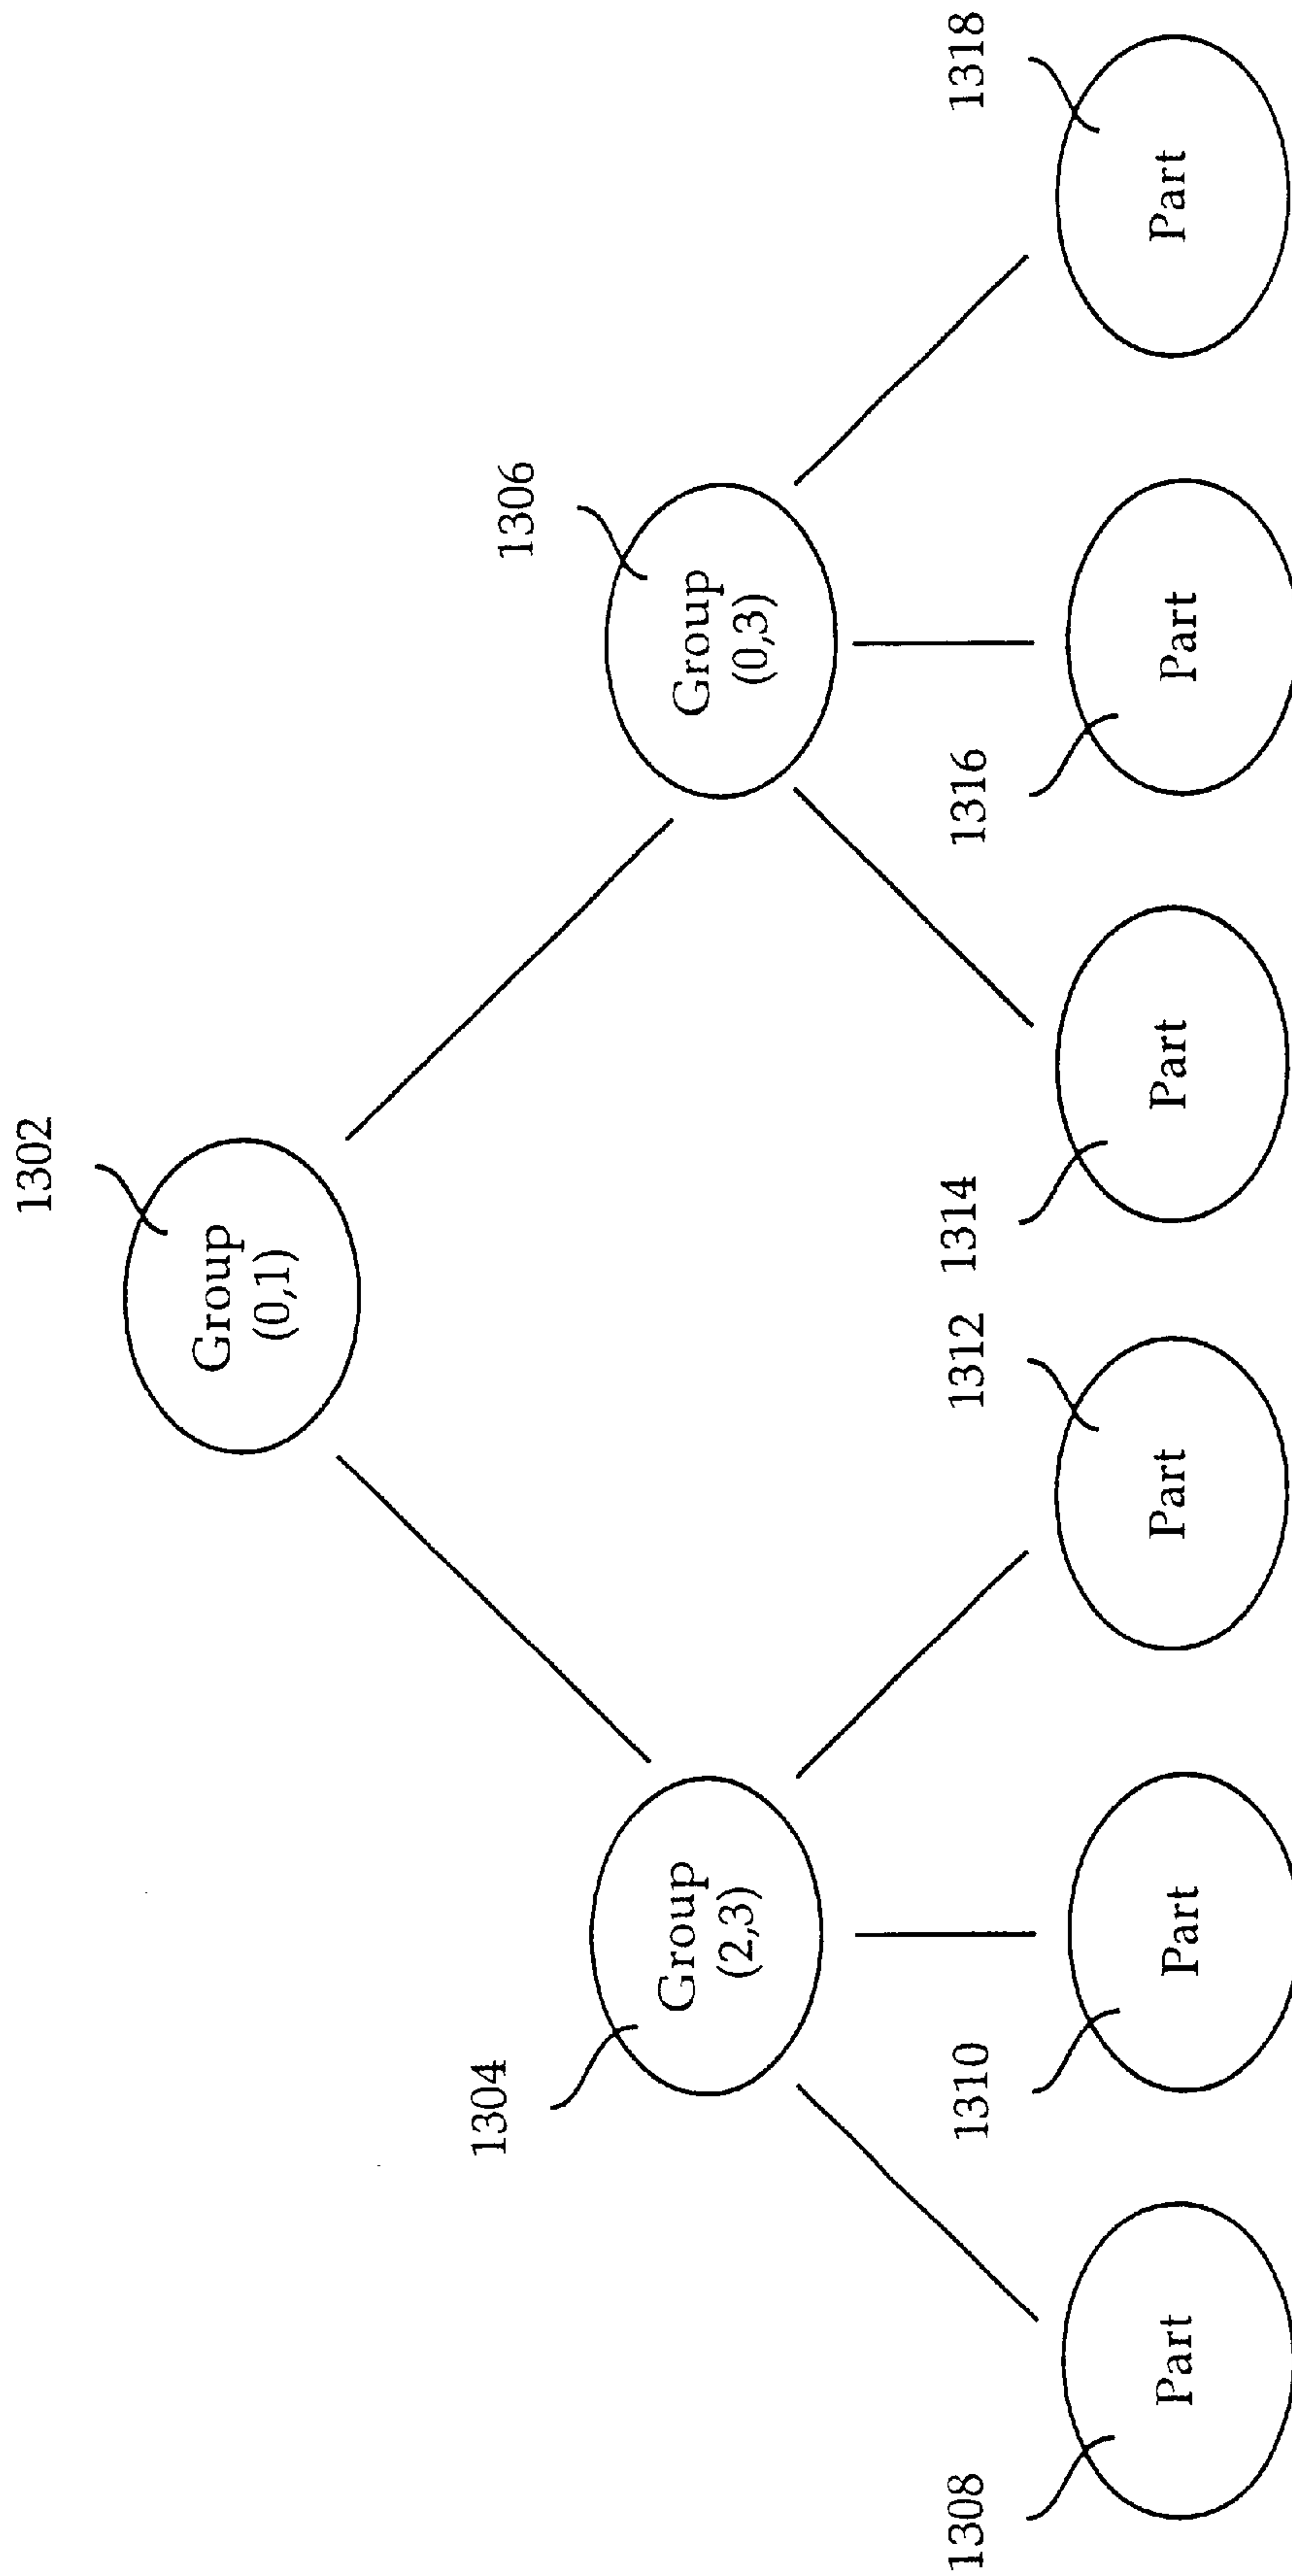 1302
Group
(0,1)
1304
Group
(2,3)
1306
Group
(0,3)
1308
Part
1310
Part
1312
Part
1314
Part
1316
Part
1318
Part